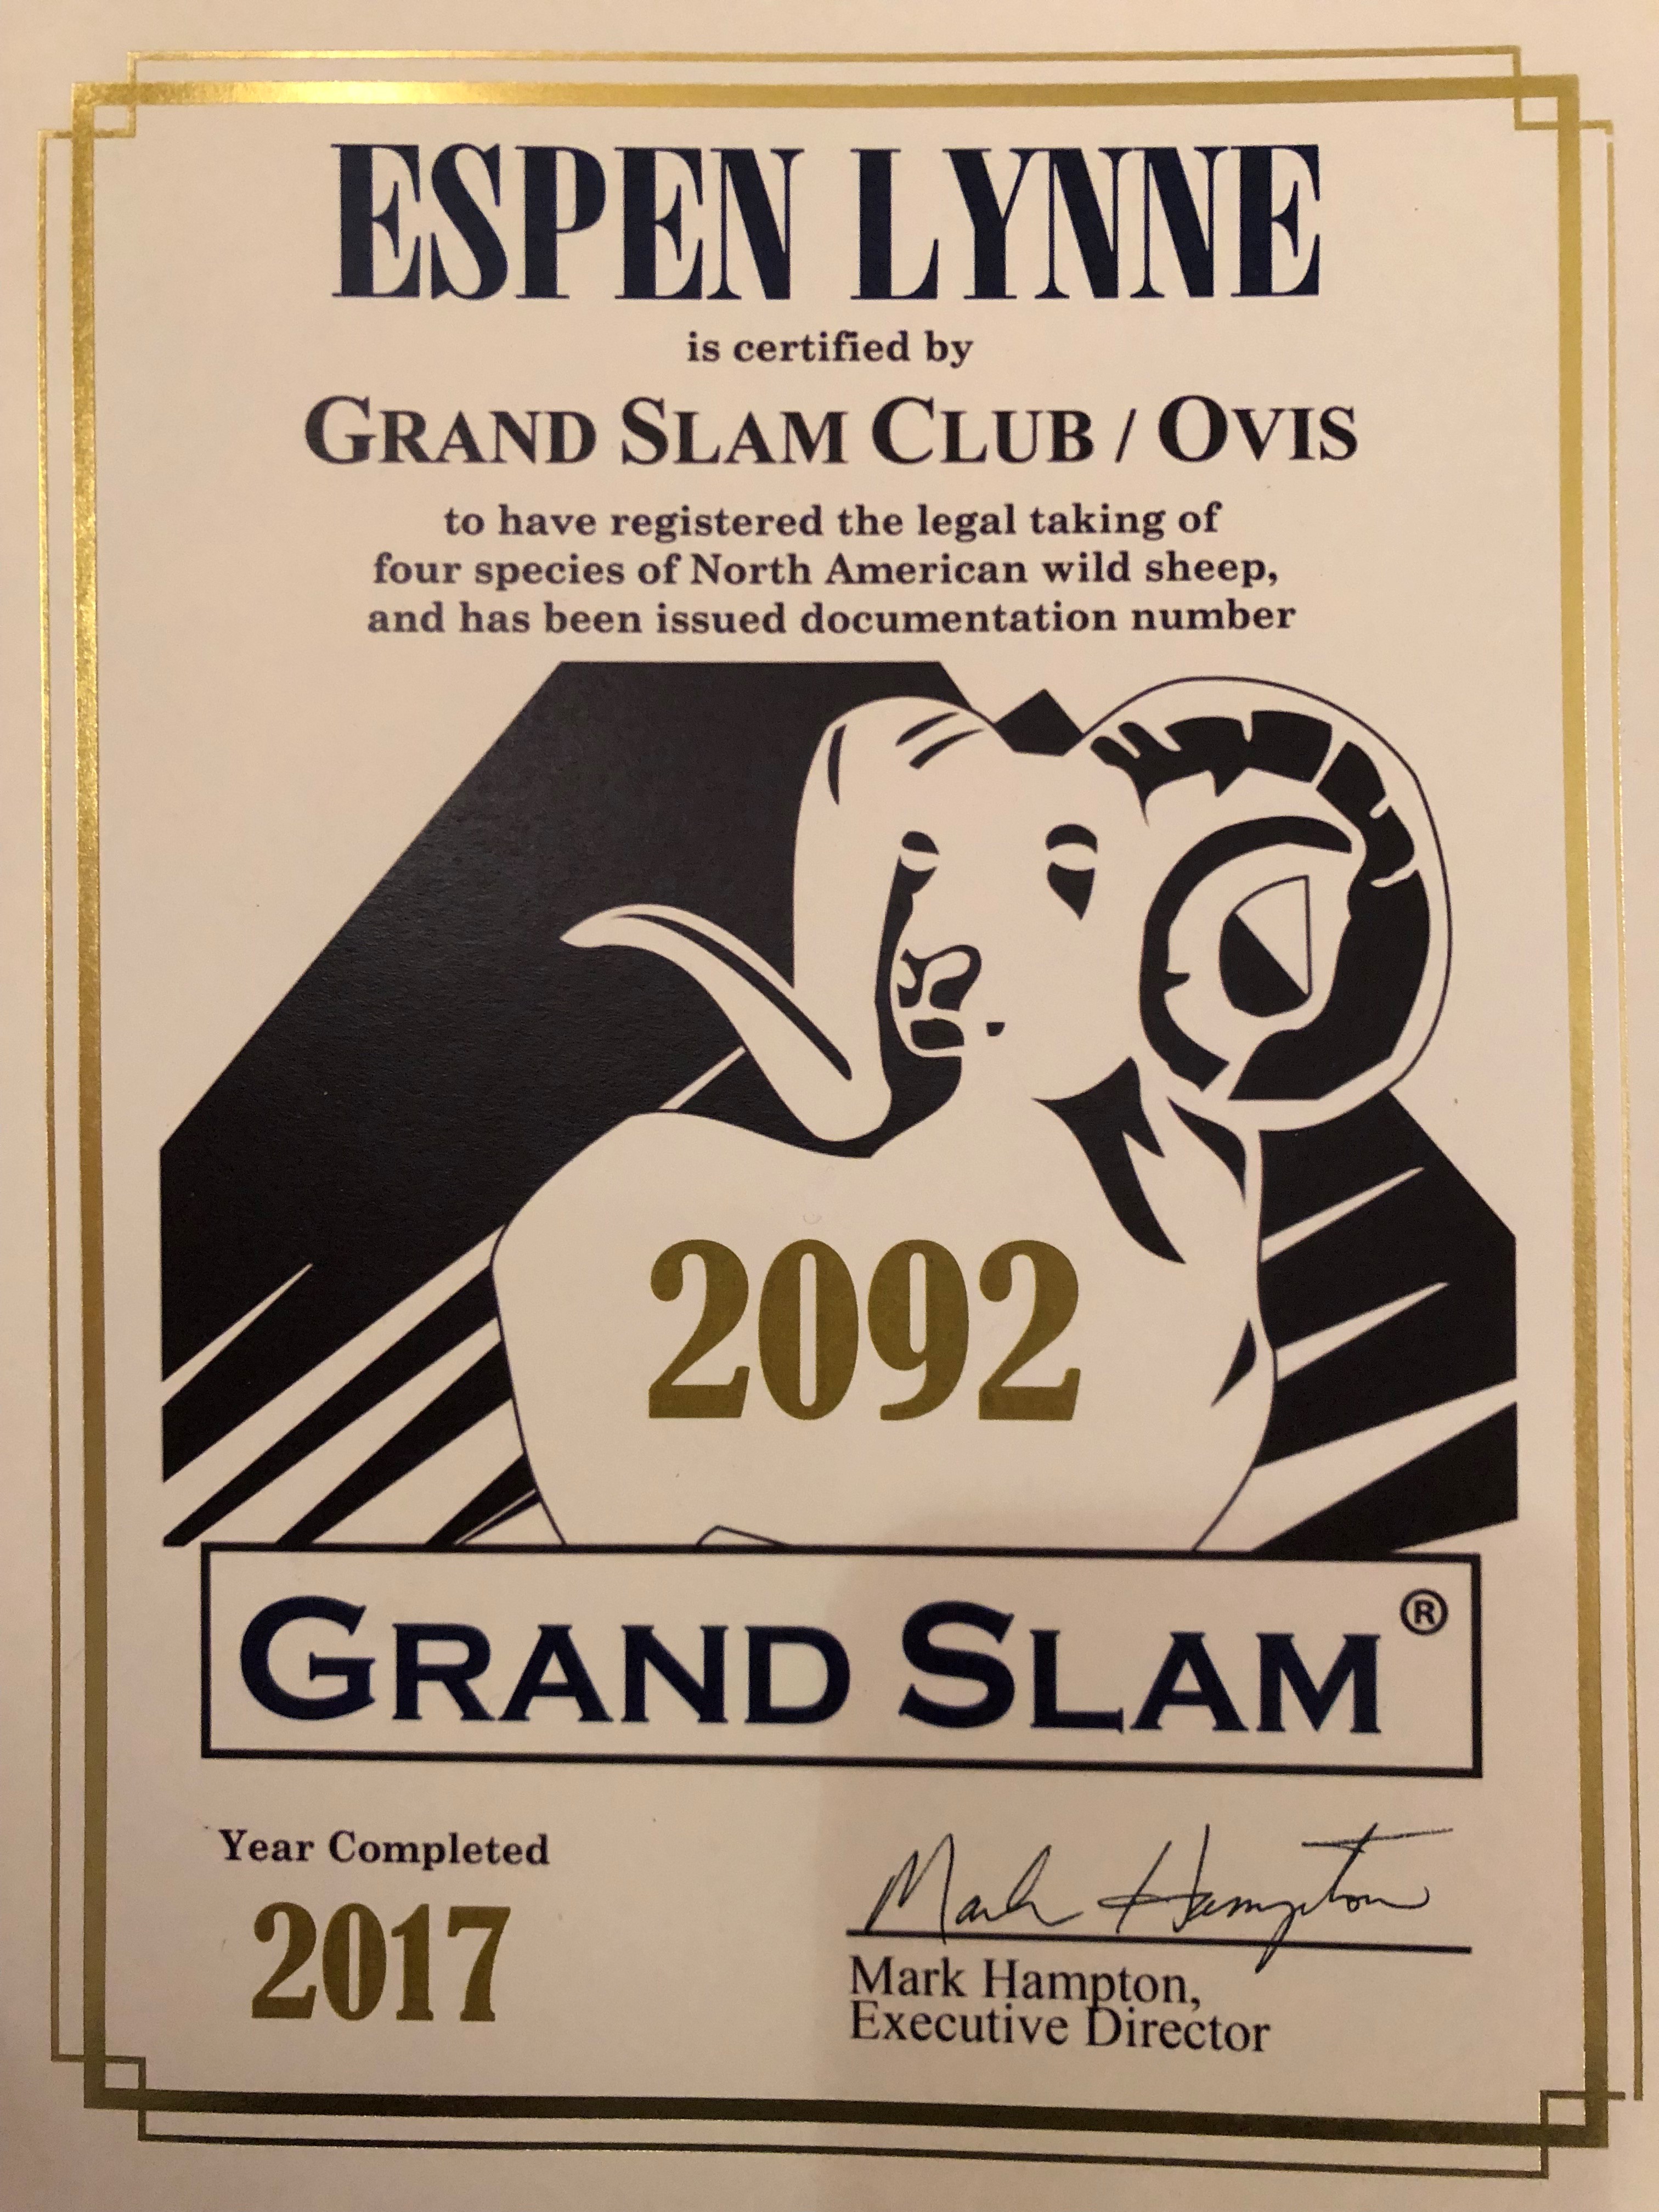 ESPEN LYNNE
is certified by
GRAND SLAM CLUB / OVIS
to have registered the legal taking of
four species of North American wild sheep,
and has been issued documentation number
2092
GRAND SLAM®
Year Completed
2017
Mark Hampton
Mark Hampton,
Executive Director